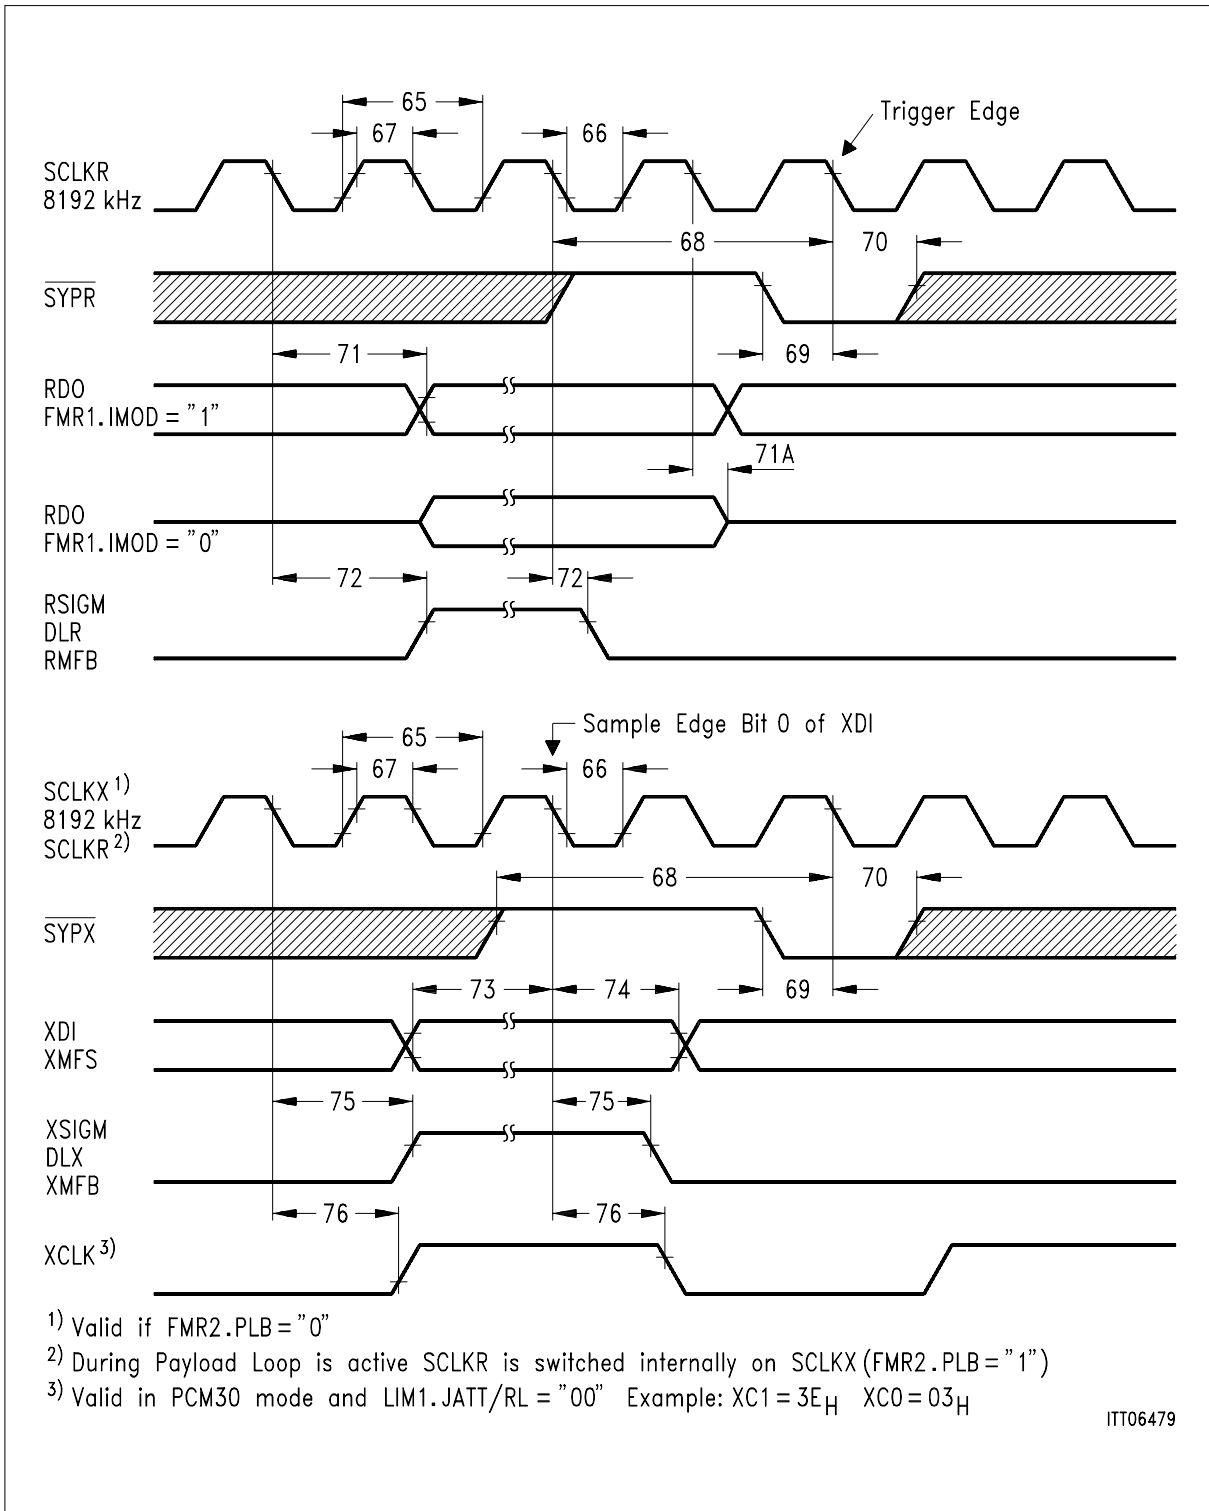 65
Trigger Edge
67
66
SCLKR
8192 kHz
68
70
SYPR
69
71
RDO
FMR1.IMOD = "1"
71A
RDO
FMR1.IMOD = "0"
72
72
RSIGM
DLR
RMFB
Sample Edge Bit 0 of XDI
65
67
66
SCLKX 1)
8192 kHz
SCLKR 2)
68
70
SYPX
73
74
69
XDI
XMFS
75
75
XSIGM
DLX
XMFB
76
76
XCLK 3)
1) Valid if FMR2.PLB = "0"
2) During Payload Loop is active SCLKR is switched internally on SCLKX (FMR2.PLB = "1")
3) Valid in PCM30 mode and LIM1.JATT/RL = "00" Example: XC1 = 3EH XC0 = 03H
ITT06479